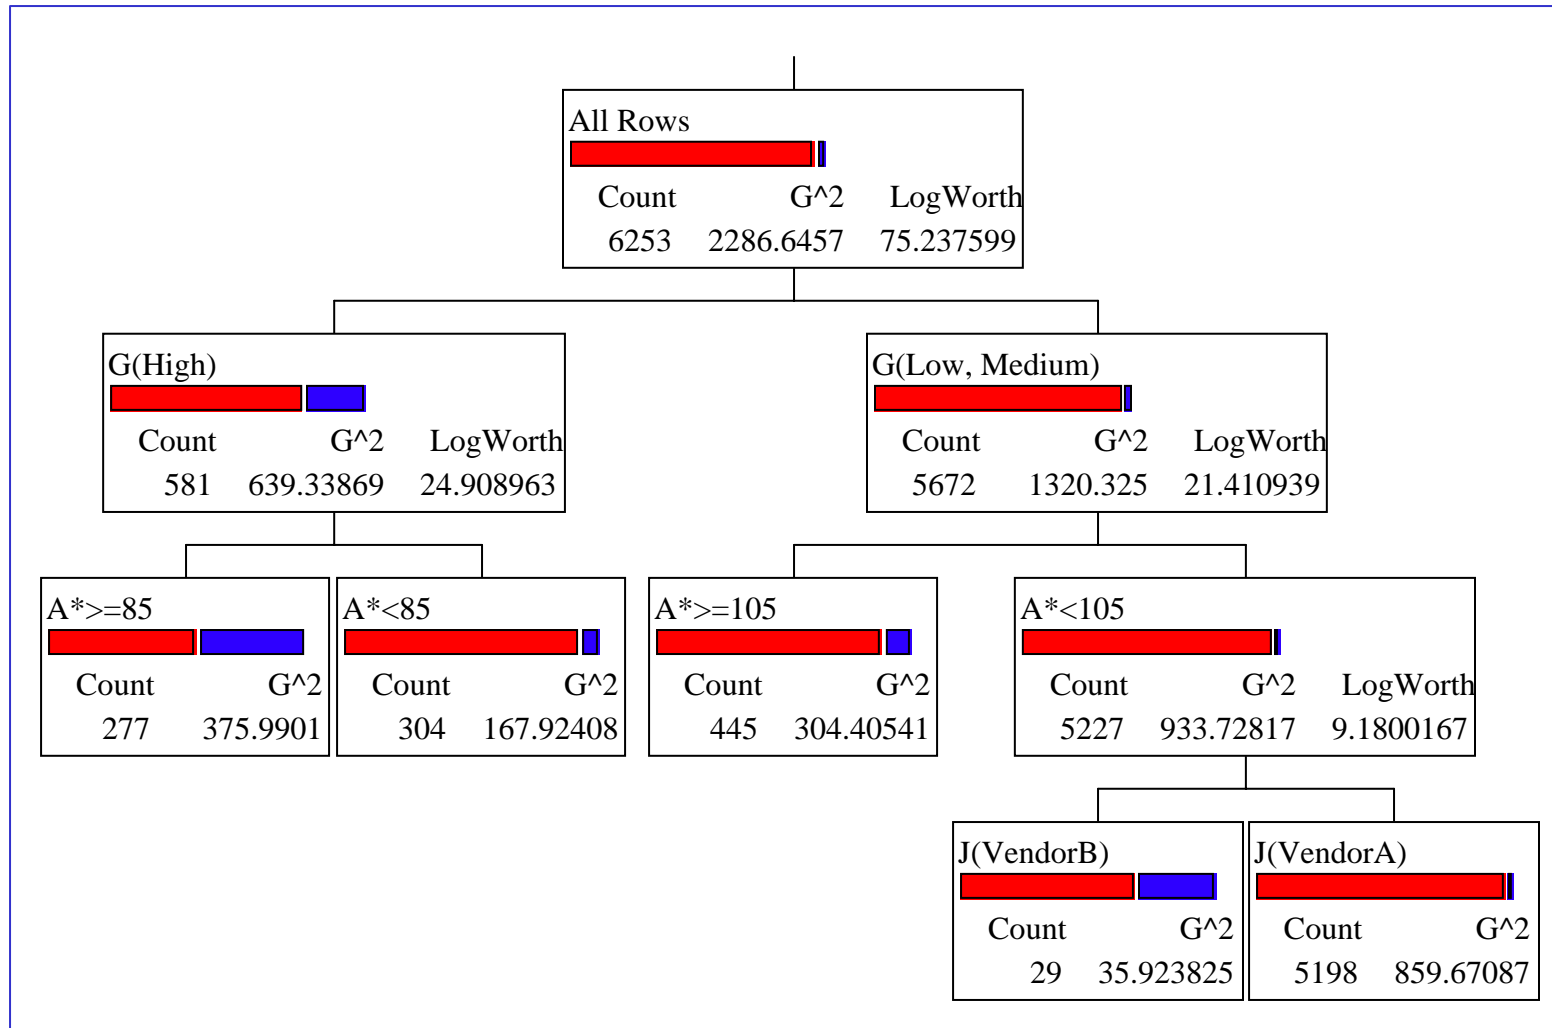 All Rows
Count G^2 LogWorth
6253 2286.6457 75.237599
G(High)
Count G^2 LogWorth
581 639.33869 24.908963
G(Low, Medium)
Count G^2 LogWorth
5672 1320.325 21.410939
A*>=85
Count G^2
277 375.9901
A*<85
Count G^2
304 167.92408
A*>=105
Count G^2
445 304.40541
A*<105
Count G^2 LogWorth
5227 933.72817 9.1800167
J(VendorB)
Count G^2
29 35.923825
J(VendorA)
Count G^2
5198 859.67087